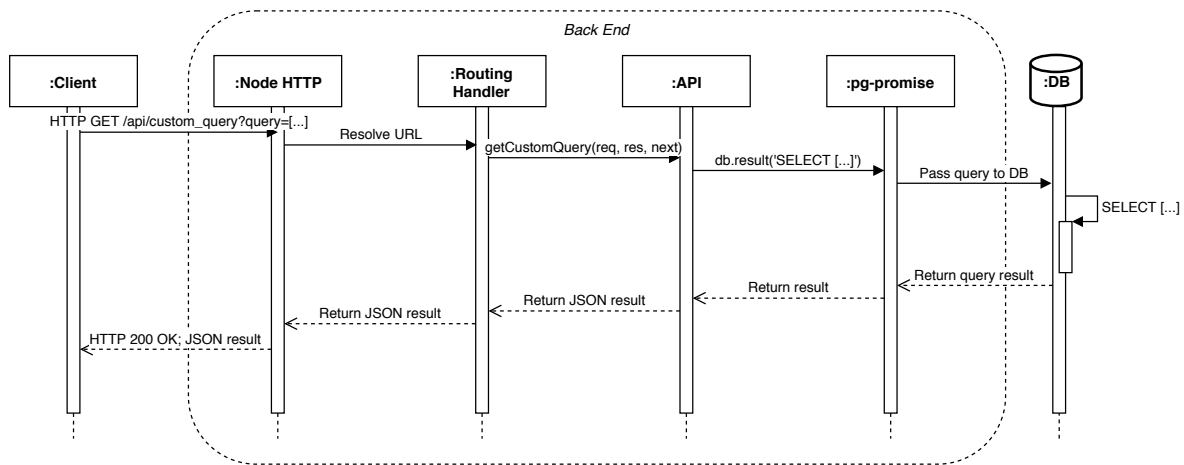 Back End
:Client
:Node HTTP
:Routing
Handler
:API
:pg-promise
:DB
HTTP GET /api/custom_query?query=[...]
Resolve URL
getCustomQuery(req, res, next)
db.result('SELECT [...]')
Pass query to DB
SELECT [...]
Return query result
Return result
Return JSON result
Return JSON result
HTTP 200 OK; JSON result